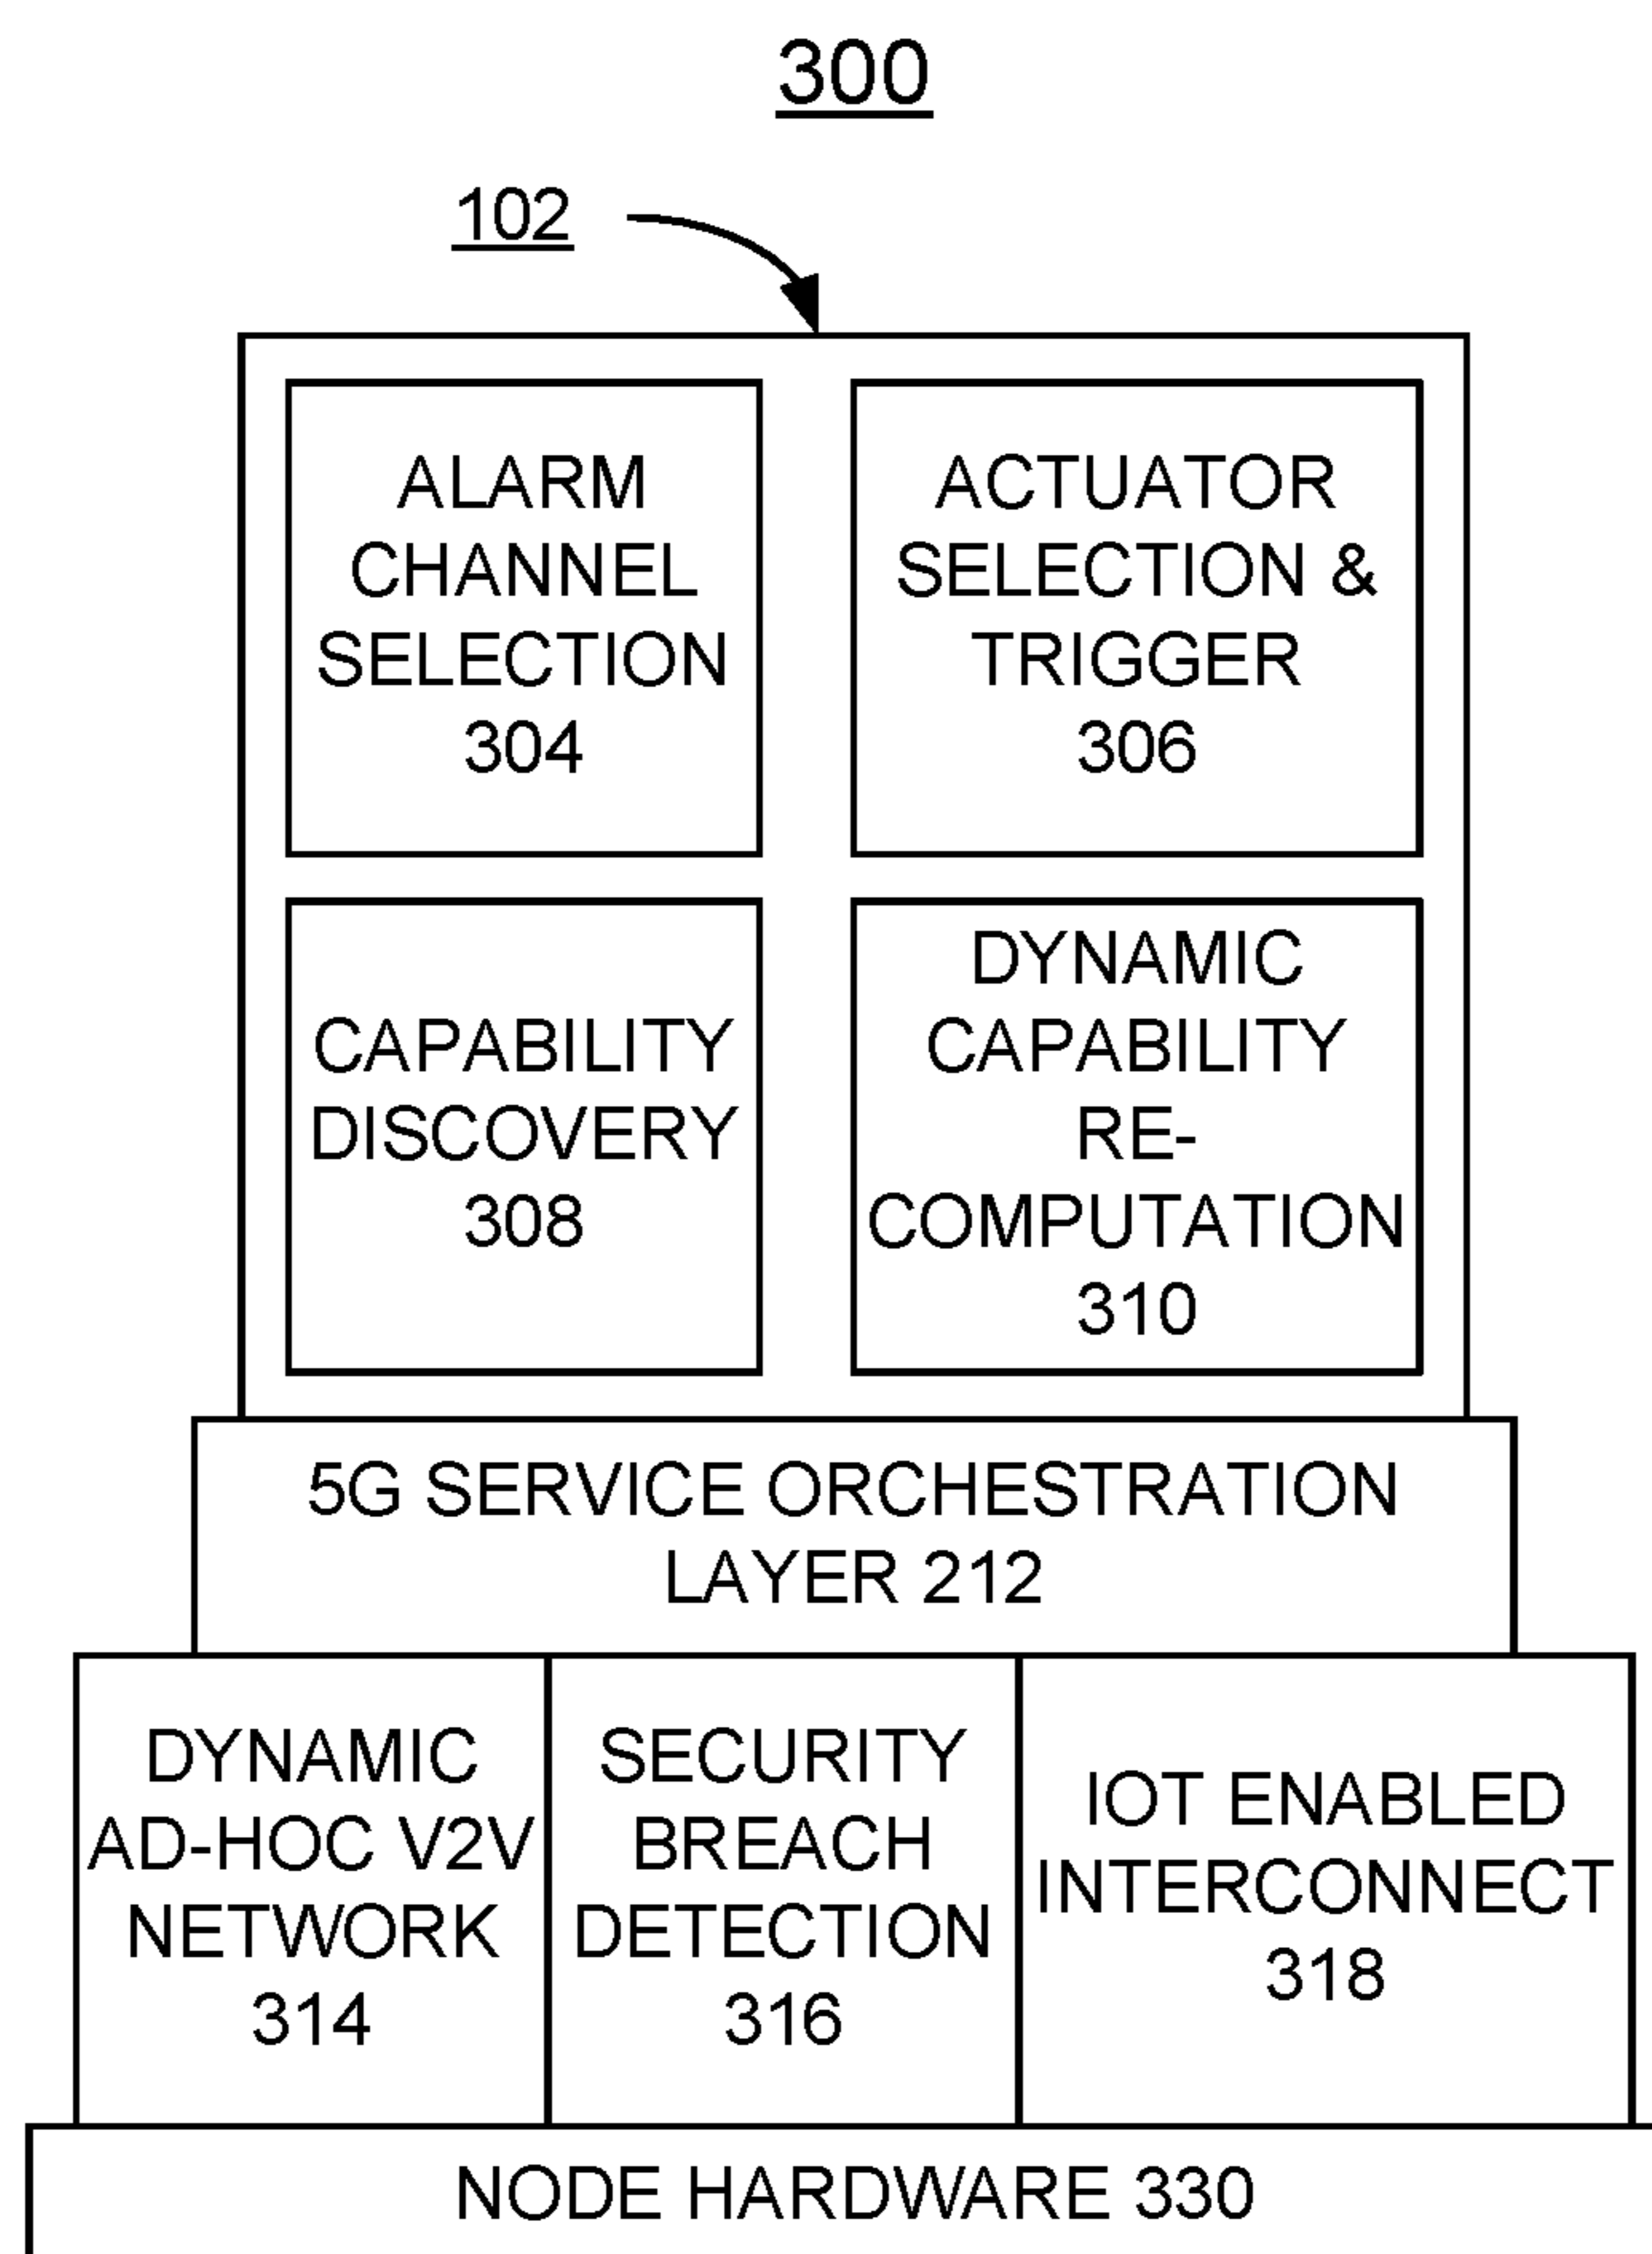 300
102
ALARM
CHANNEL
SELECTION
304
ACTUATOR
SELECTION &
TRIGGER
306
CAPABILITY
DISCOVERY
308
DYNAMIC
CAPABILITY
RE-
COMPUTATION
310
5G SERVICE ORCHESTRATION
LAYER 212
DYNAMIC
AD-HOC V2V
NETWORK
314
SECURITY
BREACH
DETECTION
316
IOT ENABLED
INTERCONNECT
318
NODE HARDWARE 330